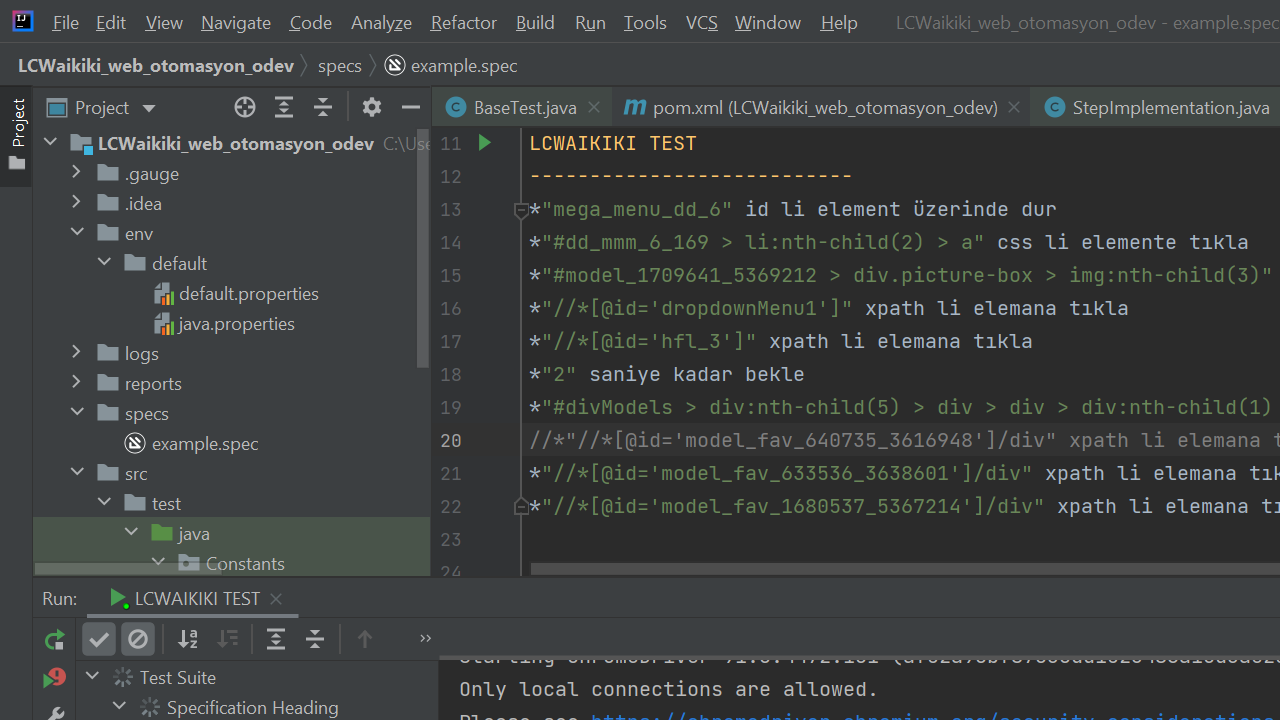 File Edit View Navigate Code Analyze Refactor Build Run Tools VCS Window Help LCWaikiki_web_otomasyon_odev - example.spec
LCWaikiki_web_otomasyon_odev specs example.spec
Project
Project
BaseTest.java pom.xml (LCWaikiki_web_otomasyon_odev) StepImplementation.java
LCWaikiki_web_otomasyon_odev C:\Use
.gauge
.idea
env
default
default.properties
java.properties
logs
reports
specs
example.spec
src
test
java
Constants
11 LCWAIKIKI TEST
12 ---------------------------
13 *"mega_menu_dd_6" id li element üzerinde dur
14 *"#dd_mmm_6_169 > li:nth-child(2) > a" css li elemente tıkla
15 *"#model_1709641_5369212 > div.picture-box > img:nth-child(3)"
16 *"//*[@id='dropdownMenu1']" xpath li elemana tıkla
17 *"//*[@id='hfl_3']" xpath li elemana tıkla
18 *"2" saniye kadar bekle
19 *"#divModels > div:nth-child(5) > div > div > div:nth-child(1)
20 //*"//*[@id='model_fav_640735_3616948']/div" xpath li elemana t
21 *"//*[@id='model_fav_633536_3638601']/div" xpath li elemana tık
22 *"//*[@id='model_fav_1680537_5367214']/div" xpath li elemana tı
23
24
Run: LCWAIKIKI TEST
9
Test Suite
Specification Heading
Only local connections are allowed.